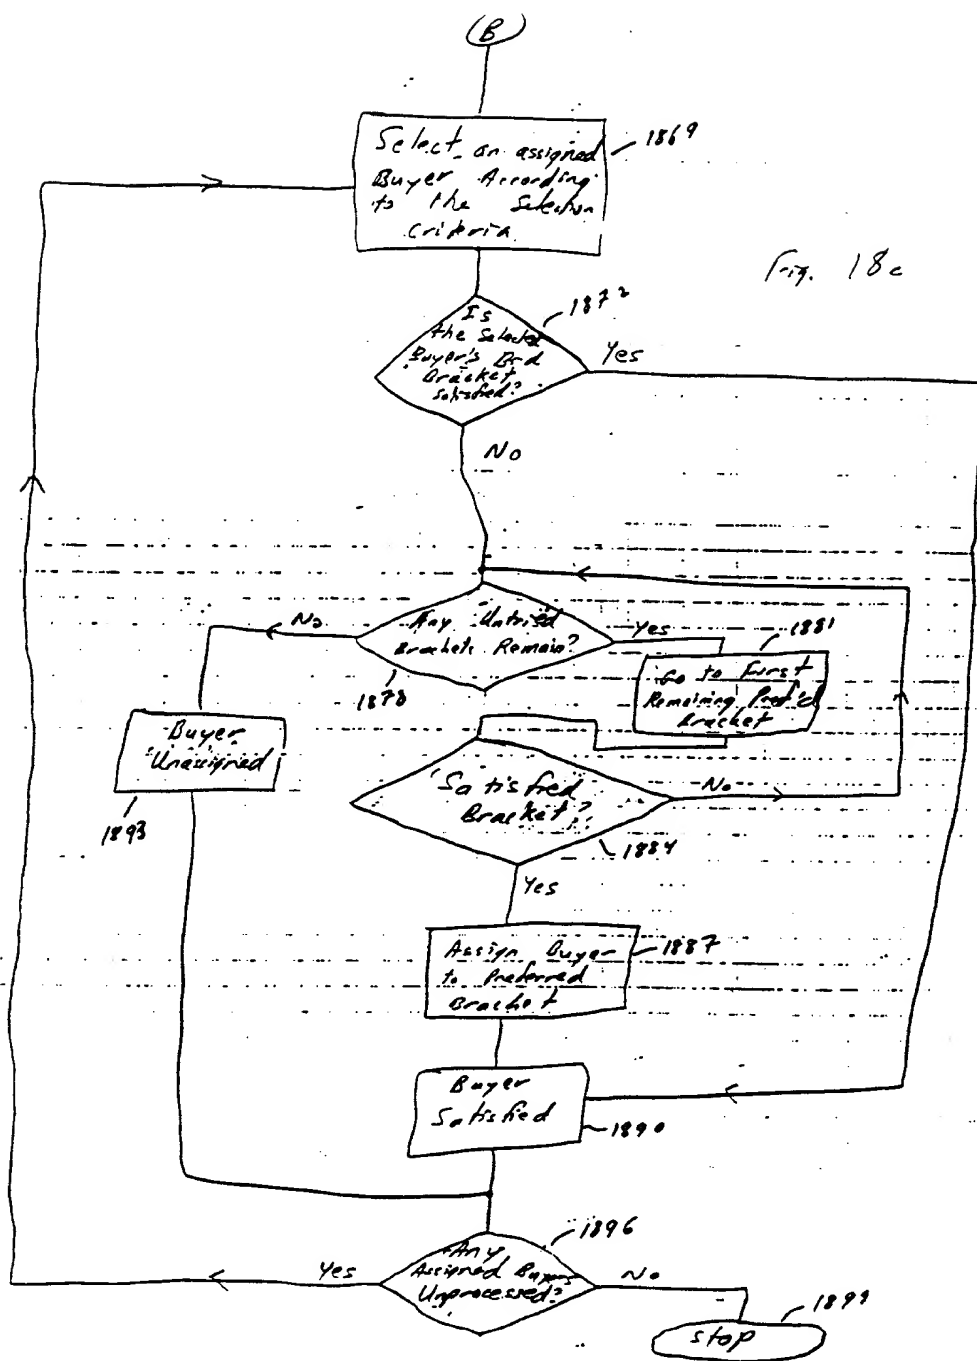 (B)
Select an assigned
Buyer According
to the Selection
criteria
1869
Fig. 18c
Is
the Selected
Buyer's Bid
Bracket
Satisfied?
1872
Yes
No
Any Untried
Brackets Remain?
1878
No
Yes
1881
Go to First
Remaining Pref'd
Bracket
Buyer
Unassigned
1893
Satisfied
Bracket?
No
1884
Yes
Assign Buyer
to Preferred
Bracket
1887
Buyer
Satisfied
1890
Any
Assigned Buyers
Unprocessed?
1896
Yes
No
1899
stop